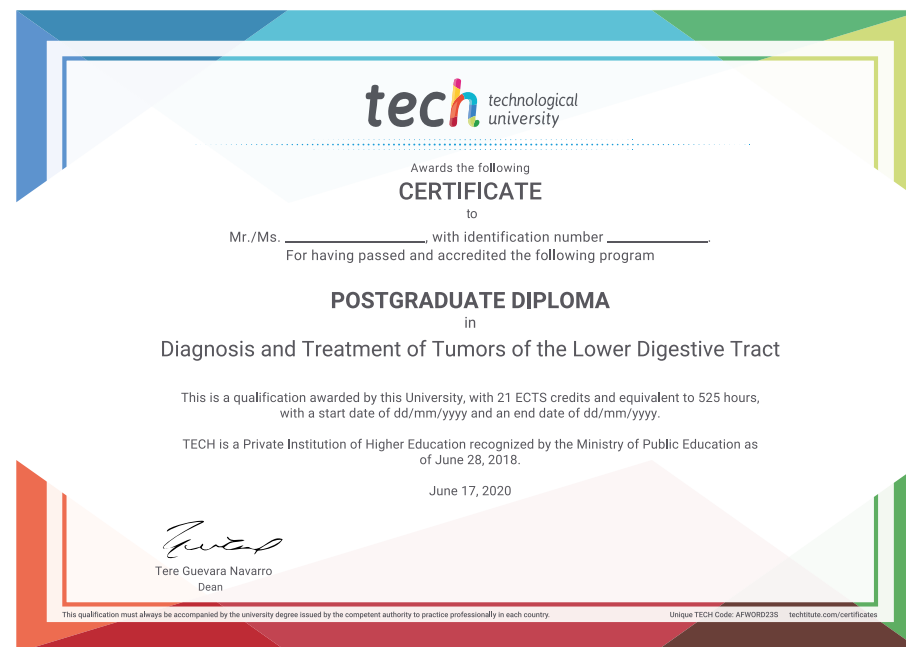 tech technological
university
Awards the following
CERTIFICATE
to
Mr./Ms. ____________________, with identification number ______________.
For having passed and accredited the following program
POSTGRADUATE DIPLOMA
in
Diagnosis and Treatment of Tumors of the Lower Digestive Tract
This is a qualification awarded by this University, with 21 ECTS credits and equivalent to 525 hours,
with a start date of dd/mm/yyyy and an end date of dd/mm/yyyy.
TECH is a Private Institution of Higher Education recognized by the Ministry of Public Education as
of June 28, 2018.
June 17, 2020
Tere Guevara Navarro
Dean
This qualification must always be accompanied by the university degree issued by the competent authority to practice professionally in each country. Unique TECH Code: AFWORD23S techtitute.com/certificates